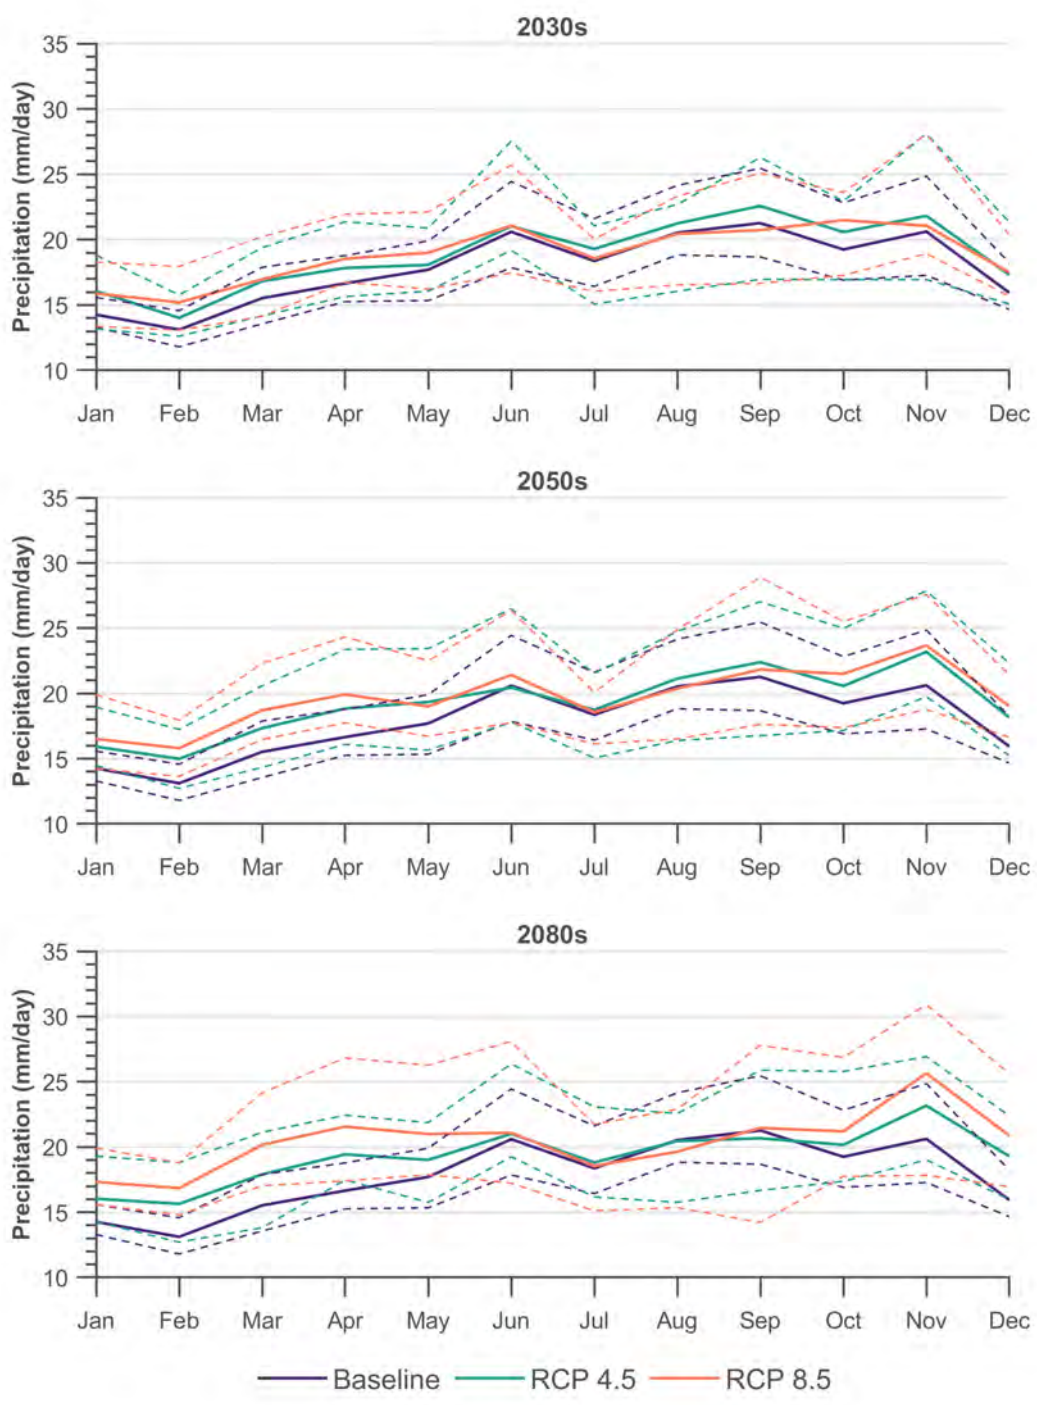 2030s
Precipitation (mm/day)
35
30
25
20
15
10
Jan Feb Mar Apr May Jun Jul Aug Sep Oct Nov Dec
2050s
Precipitation (mm/day)
35
30
25
20
15
10
Jan Feb Mar Apr May Jun Jul Aug Sep Oct Nov Dec
2080s
Precipitation (mm/day)
35
30
25
20
15
10
Jan Feb Mar Apr May Jun Jul Aug Sep Oct Nov Dec
Baseline RCP 4.5 RCP 8.5